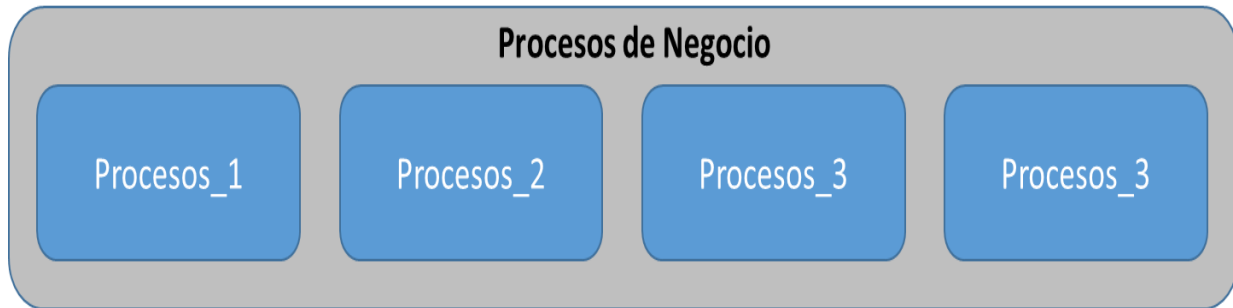 Procesos de Negocio
Procesos_1
Procesos_2
Procesos_3
Procesos_3